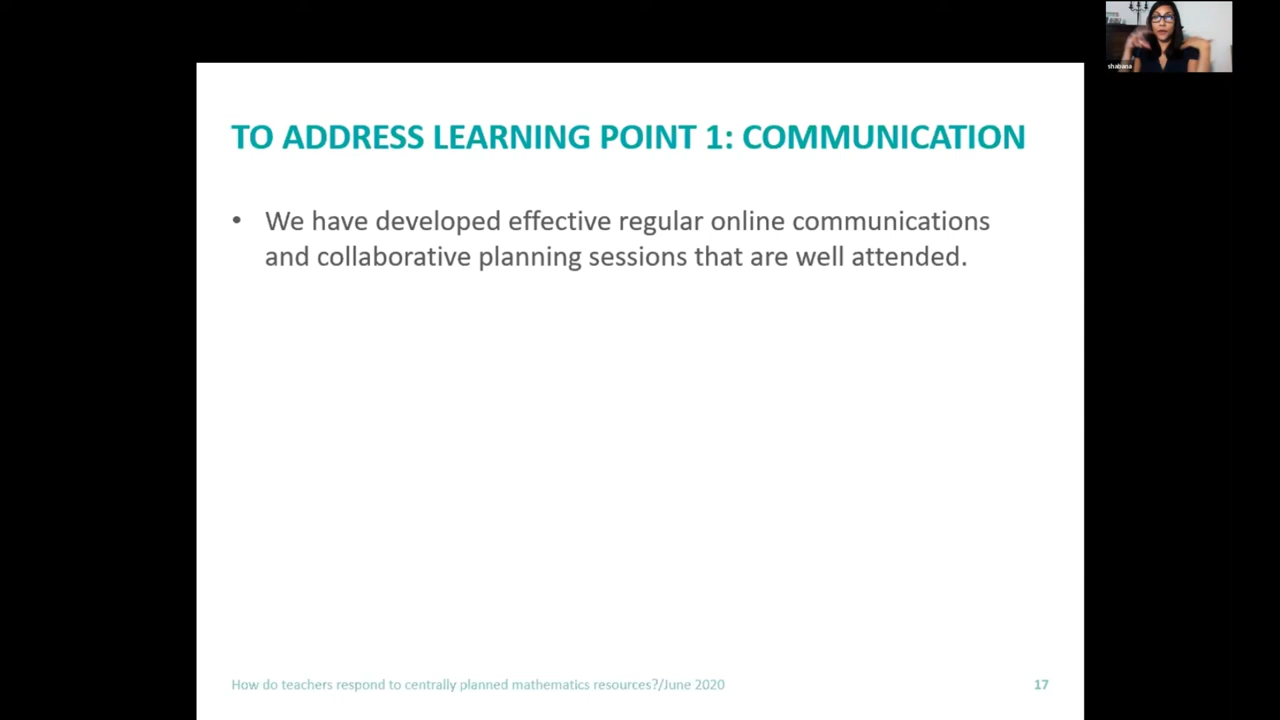 shabana
TO ADDRESS LEARNING POINT 1: COMMUNICATION
• We have developed effective regular online communications
and collaborative planning sessions that are well attended.
How do teachers respond to centrally planned mathematics resources?/June 2020
17